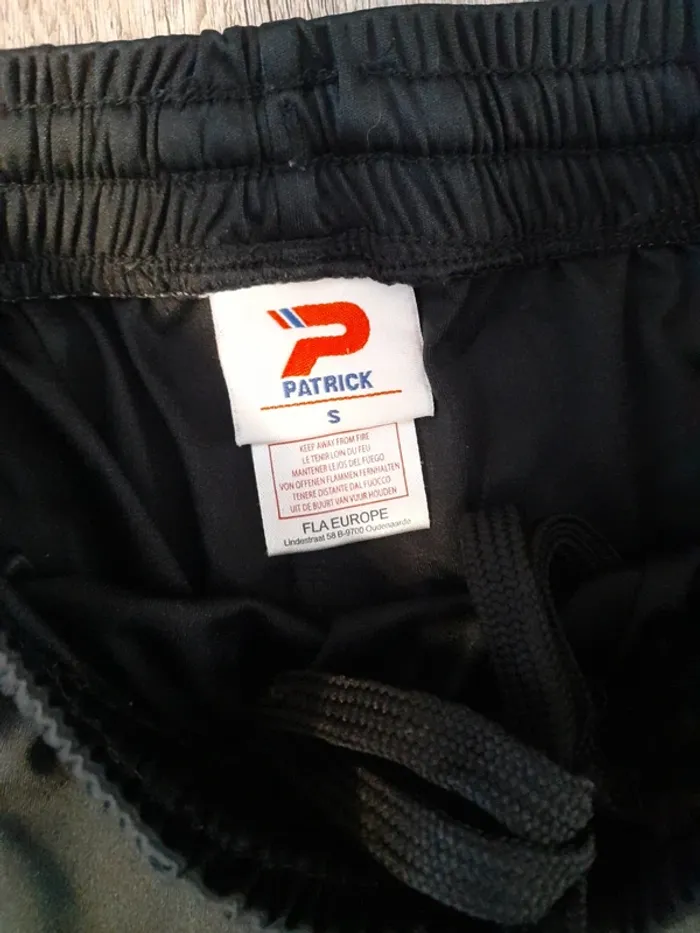 PATRICK
S
KEEP AWAY FROM FIRE
LE TENIR LOIN DU FEU
MANTENER LEJOS DEL FUEGO
VON OFFENEN FLAMMEN FERNHALTEN
TENERE DISTANTE DAL FUOCCO
UIT DE BUURT VAN VUUR HOUDEN
FLA EUROPE
Lindestraat 58 B-9700 Oudenaarde